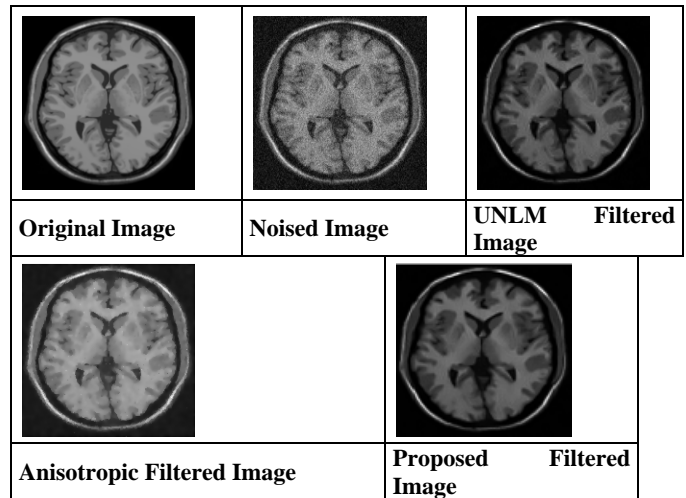 Original Image
Noised Image
UNLM Filtered
Image
Anisotropic Filtered Image
Proposed Filtered
Image